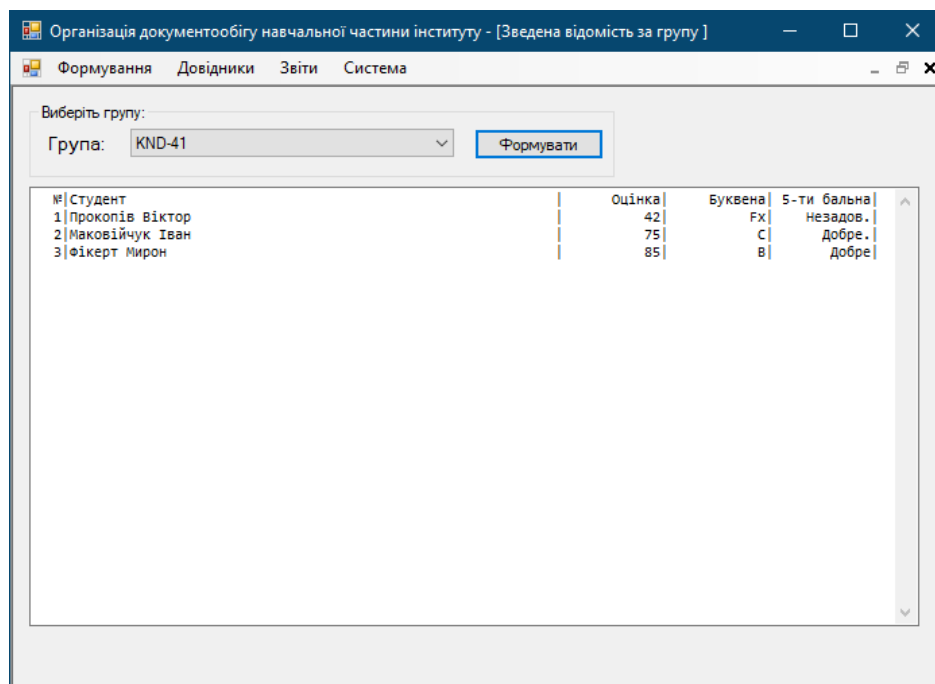 Організація документообігу навчальної частини інституту - [Зведена відомість за групу ]
Формування Довідники Звіти Система
Виберіть групу:
Група: KND-41 Формувати
№|Студент | Оцінка| Буквена| 5-ти бальна|
1|Прокопів Віктор | 42| Fx| Незадов.|
2|Маковійчук Іван | 75| C| Добре.|
3|Фікерт Мирон | 85| B| Добре|